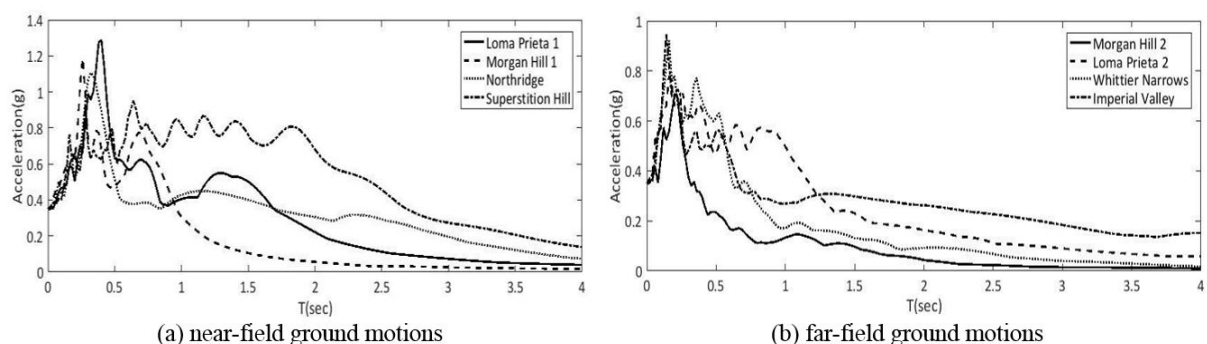 1.4
1.2
1
0.8
0.6
0.4
0.2
0
Acceleration(g)
0 0.5 1 1.5 2 2.5 3 3.5 4
T(sec)
Loma Prieta 1
Morgan Hill 1
Northridge
Superstition Hill
(a) near-field ground motions
1
0.8
0.6
0.4
0.2
0
Acceleration(g)
0 0.5 1 1.5 2 2.5 3 3.5 4
T(sec)
Morgan Hill 2
Loma Prieta 2
Whittier Narrows
Imperial Valley
(b) far-field ground motions